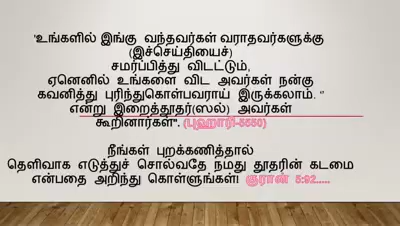 'உங்களில் இங்கு வந்தவர்கள் வராதவர்களுக்கு
(இச்செய்தியைச்)
சமர்ப்பித்து விடட்டும்,
ஏனெனில் உங்களை விட அவர்கள் நன்கு
கவனித்து புரிந்துகொள்பவராய் இருக்கலாம். ‘’
என்று இறைத்தூதர்(ஸல்) அவர்கள்
கூறினார்கள்". (புஹாரி-5550)
நீங்கள் புறக்கணித்தால்
தெளிவாக எடுத்துச் சொல்வதே நமது தூதரின் கடமை
என்பதை அறிந்து கொள்ளுங்கள்! குரான் 5:92.....